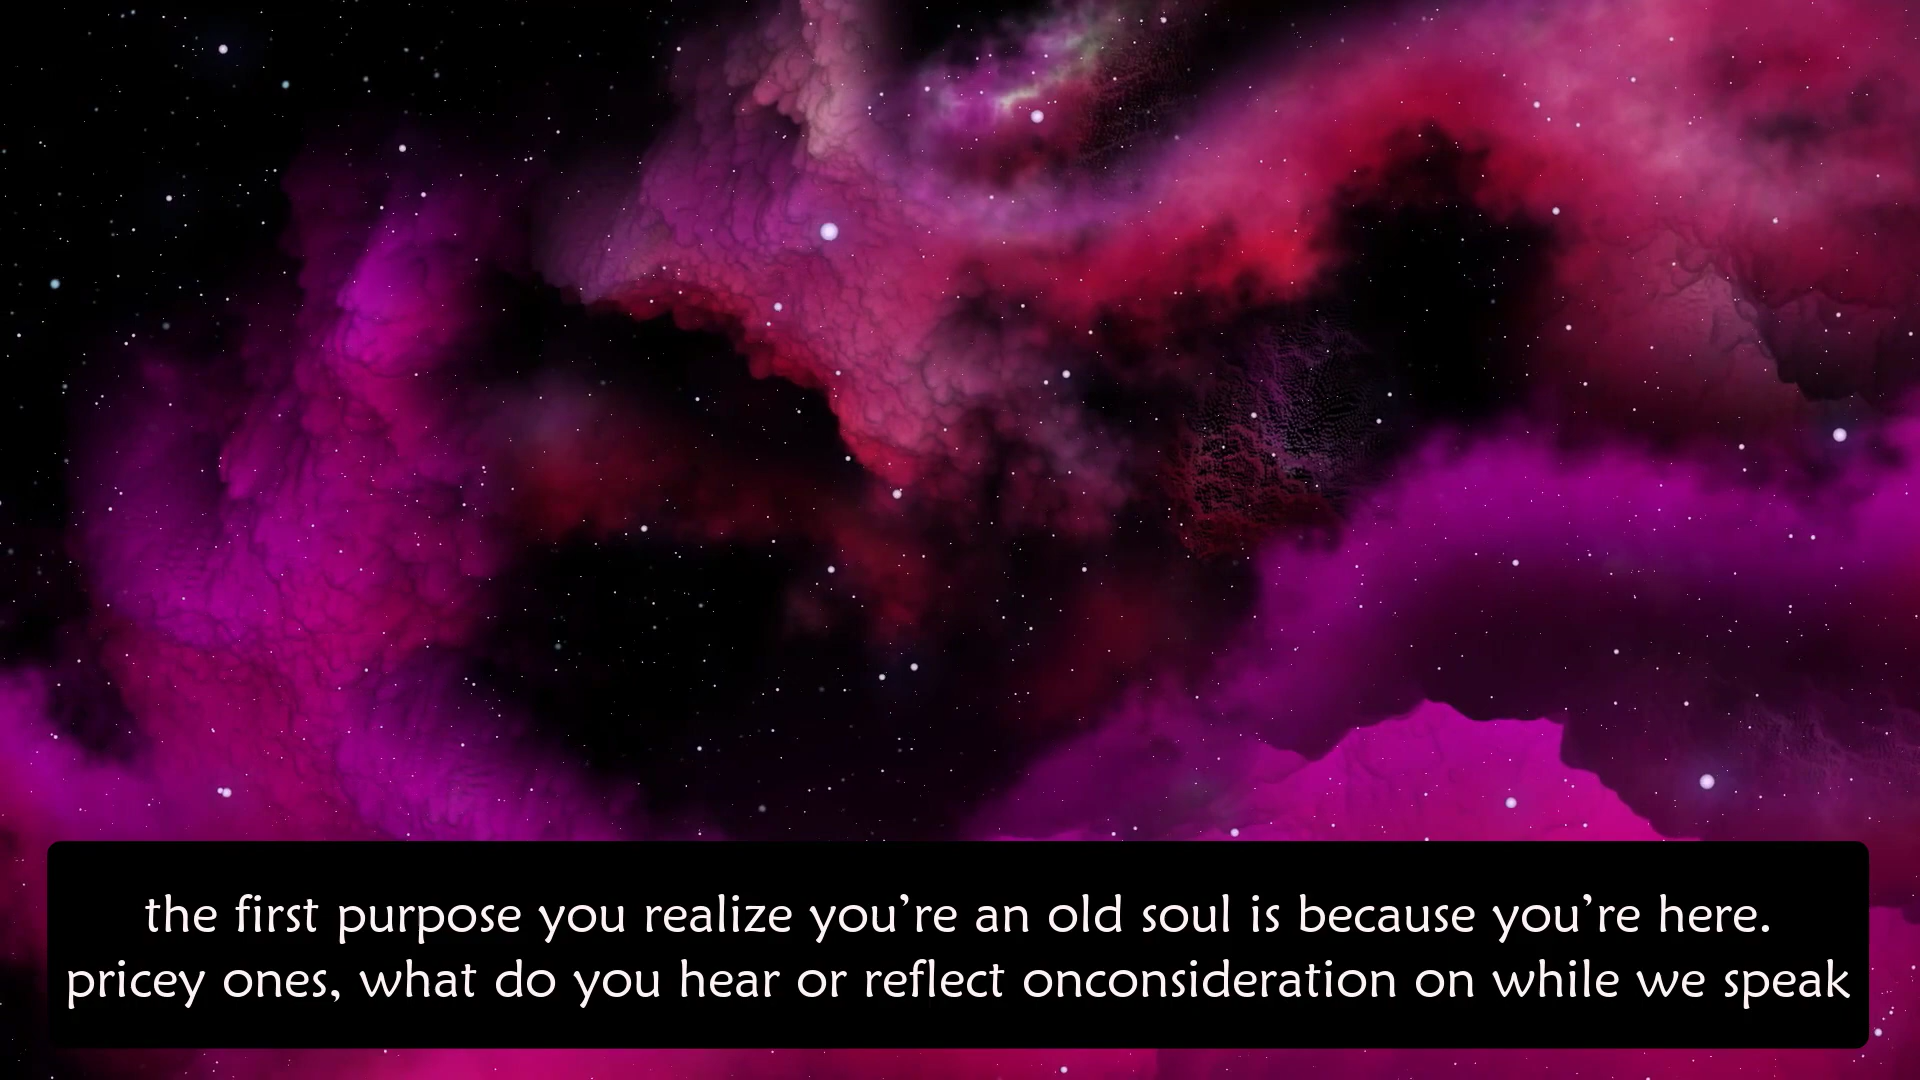 the first purpose you realize you’re an old soul is because you’re here.
pricey ones, what do you hear or reflect onconsideration on while we speak